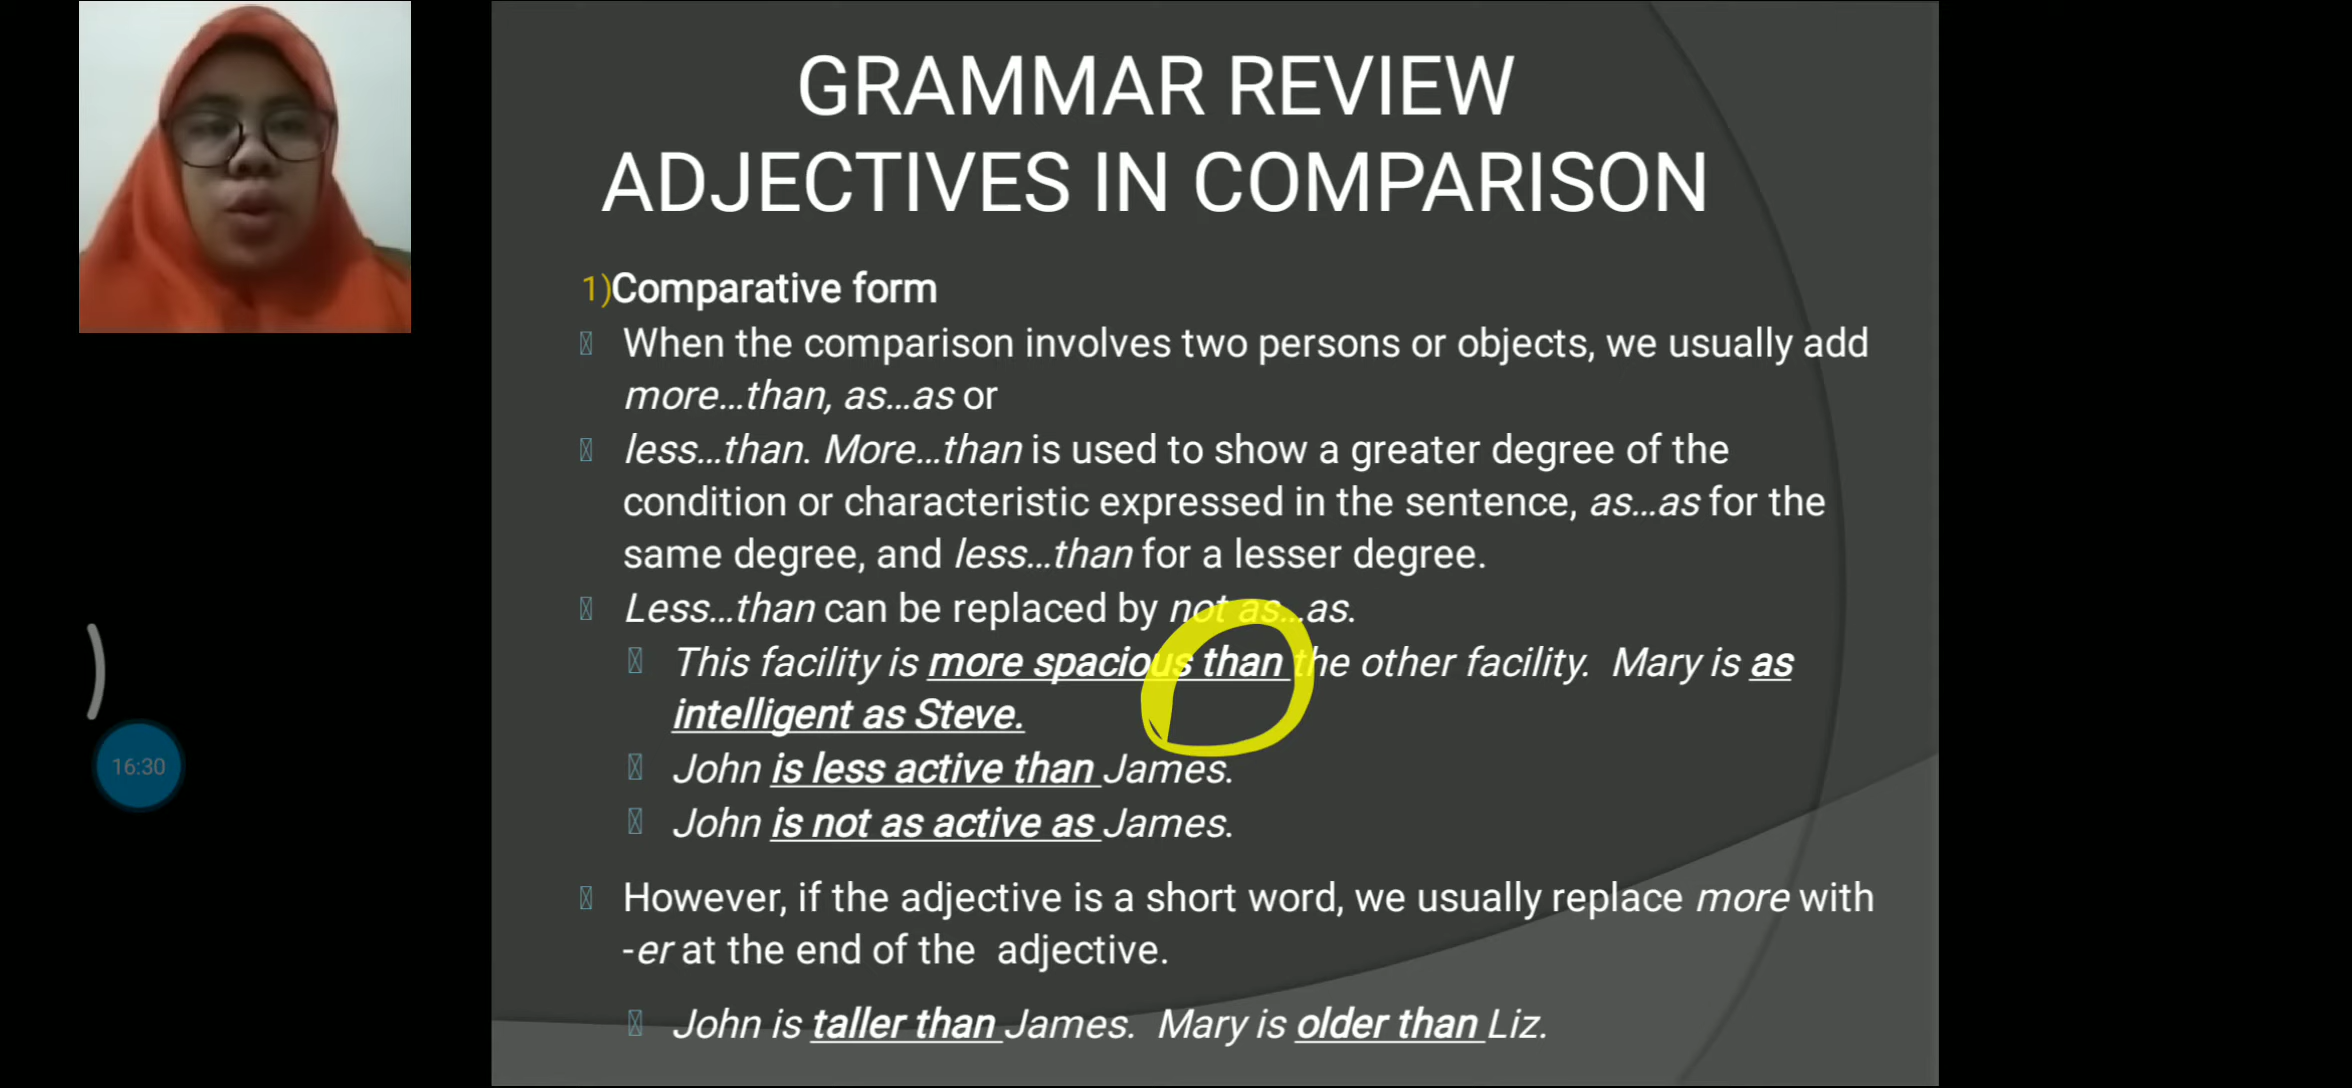 GRAMMAR REVIEW
ADJECTIVES IN COMPARISON
1)Comparative form
When the comparison involves two persons or objects, we usually add
more...than, as...as or
less...than. More...than is used to show a greater degree of the
condition or characteristic expressed in the sentence, as...as for the
same degree, and less...than for a lesser degree.
Less...than can be replaced by not as...as.
This facility is more spacious than the other facility.  Mary is as
intelligent as Steve.
John is less active than James.
John is not as active as James.
However, if the adjective is a short word, we usually replace more with
-er at the end of the  adjective.
John is taller than James.  Mary is older than Liz.
16:30